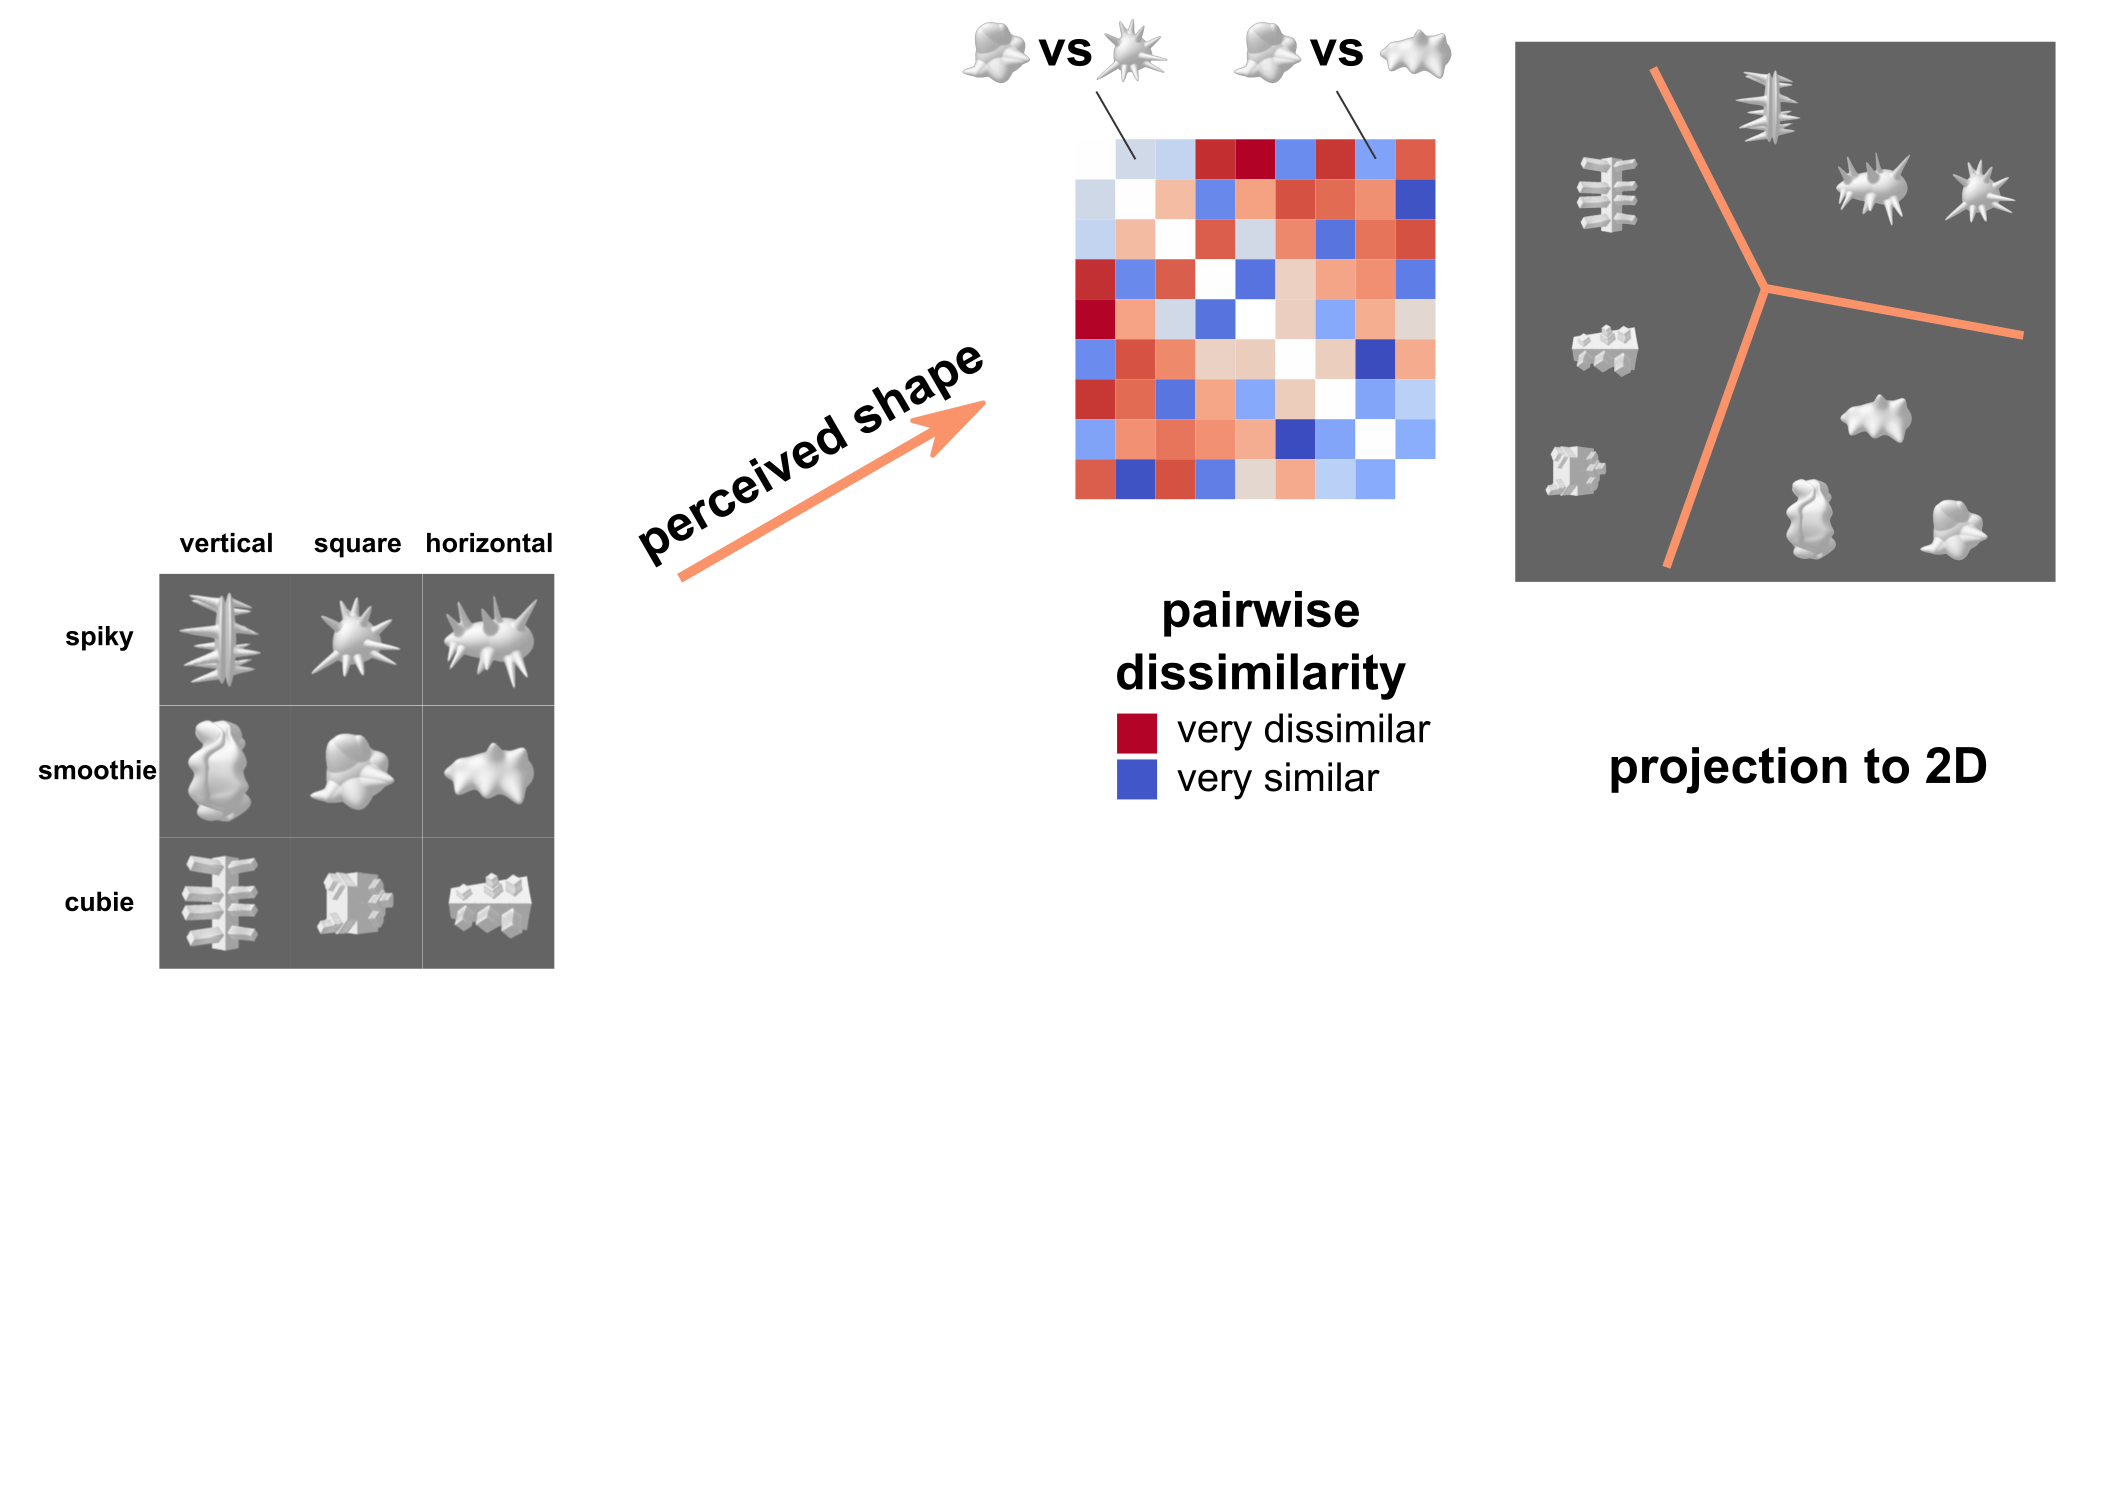 vs
vs
perceived shape
vertical square horizontal
spiky
smoothie
cubie
pairwise
dissimilarity
very dissimilar
very similar
projection to 2D